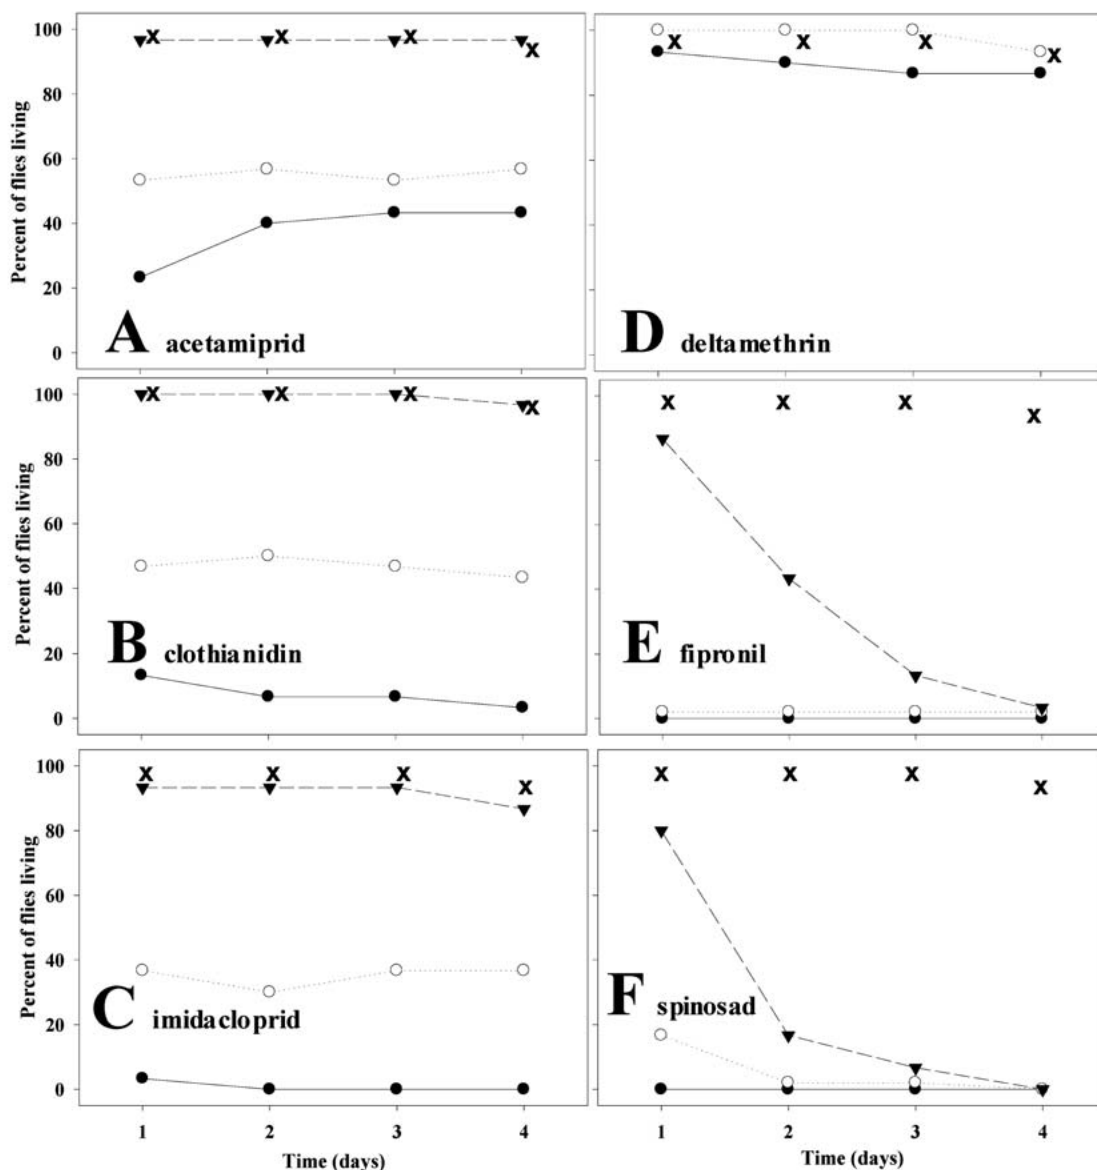 100
80
60
40
20
0
Percent of flies living
A acetamiprid
D deltamethrin
100
80
60
40
20
0
Percent of flies living
B clothianidin
E fipronil
100
80
60
40
20
0
Percent of flies living
C imidacloprid
F spinosad
1 2 3 4
Time (days)
1 2 3 4
Time (days)